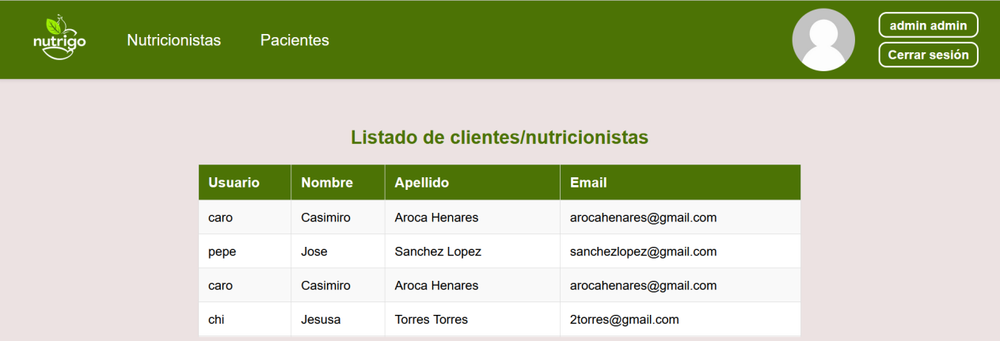 nutrigo Nutricionistas Pacientes admin admin
Cerrar sesión
Listado de clientes/nutricionistas
Usuario Nombre Apellido Email
caro Casimiro Aroca Henares arocahenares@gmail.com
pepe Jose Sanchez Lopez sanchezlopez@gmail.com
caro Casimiro Aroca Henares arocahenares@gmail.com
chi Jesusa Torres Torres 2torres@gmail.com